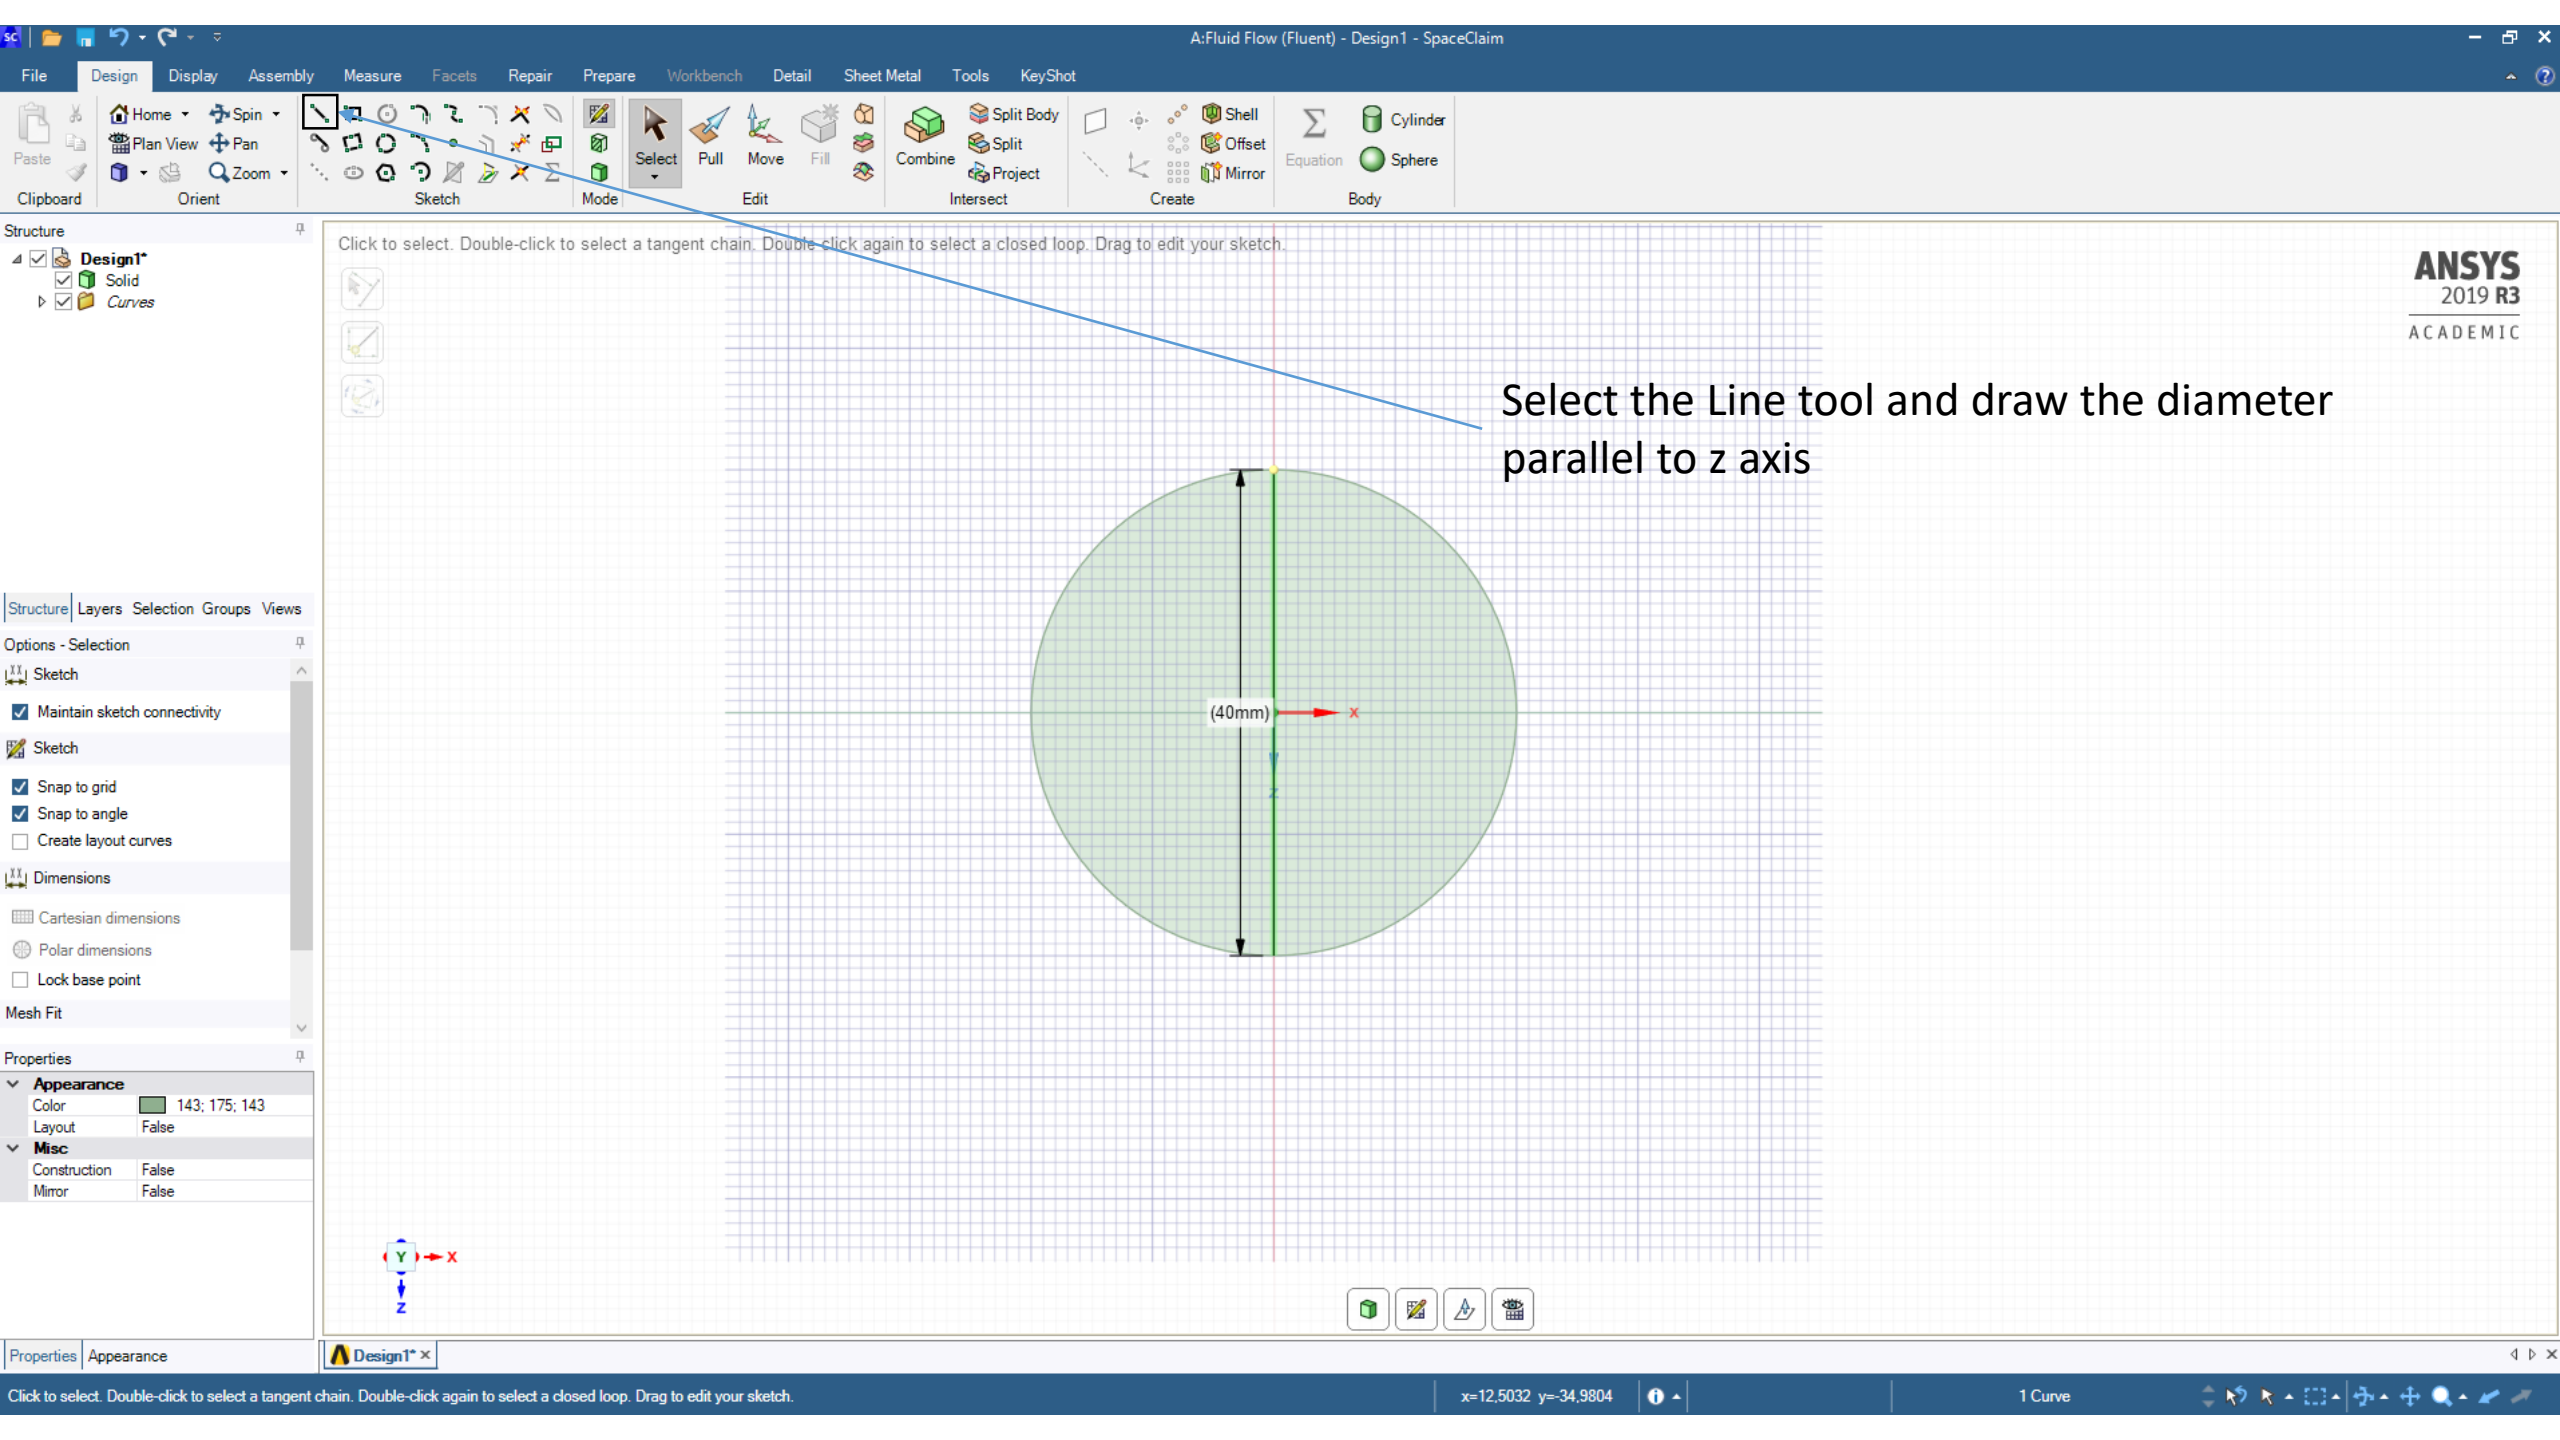 SC
A:Fluid Flow (Fluent) - Design1 - SpaceClaim
File Design Display Assembly Measure Facets Repair Prepare Workbench Detail Sheet Metal Tools KeyShot
Home Spin
Plan View Pan
Zoom
Paste
Select Pull Move Fill
Combine
Split Body
Split
Project
Shell
Offset
Mirror
Equation
Cylinder
Sphere
Clipboard Orient Sketch Mode Edit Intersect Create Body
Structure
Design1*
Solid
Curves
Click to select. Double-click to select a tangent chain. Double-click again to select a closed loop. Drag to edit your sketch.
ANSYS
2019 R3
ACADEMIC
Select the Line tool and draw the diameter
parallel to z axis
(40mm)
X
Z
Structure Layers Selection Groups Views
Options - Selection
Sketch
Maintain sketch connectivity
Sketch
Snap to grid
Snap to angle
Create layout curves
Dimensions
Cartesian dimensions
Polar dimensions
Lock base point
Mesh Fit
Properties
Appearance
Color 143; 175; 143
Layout False
Misc
Construction False
Mirror False
Y X
Z
Properties Appearance
Design1*
Click to select. Double-click to select a tangent chain. Double-click again to select a closed loop. Drag to edit your sketch.
x=12,5032 y=-34,9804
1 Curve